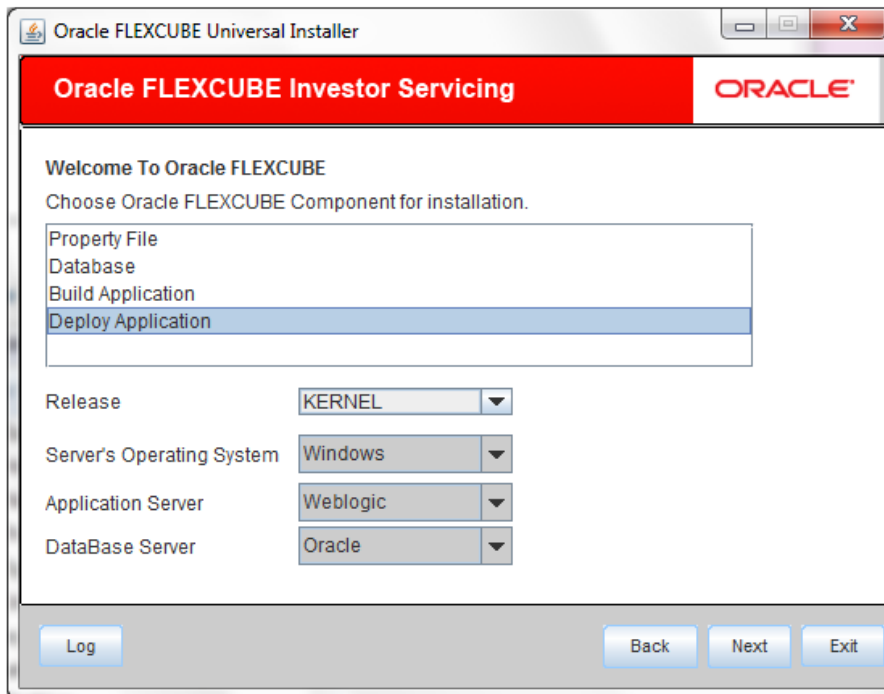 Oracle FLEXCUBE Universal Installer
Oracle FLEXCUBE Investor Servicing
ORACLE
Welcome To Oracle FLEXCUBE
Choose Oracle FLEXCUBE Component for installation.
Property File
Database
Build Application
Deploy Application
Release KERNEL
Server's Operating System Windows
Application Server Weblogic
DataBase Server Oracle
Log Back Next Exit